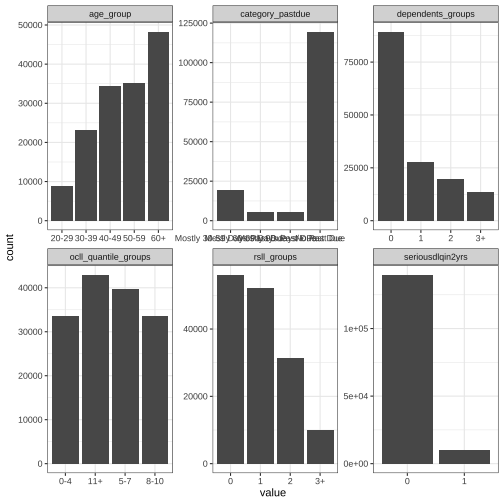 age_group category_pastdue dependents_groups
50000
40000
30000
20000
10000
0
125000
100000
75000
50000
25000
0
75000
50000
25000
0
20-29 30-39 40-49 50-59 60+
Mostly Past Due
0 1 2 3+
count
ocll_quantile_groups rsll_groups seriousdlqin2yrs
40000
30000
20000
10000
0
40000
20000
0
1e+05
5e+04
0e+00
0-4 11+ 5-7 8-10
0 1 2 3+
0 1
value